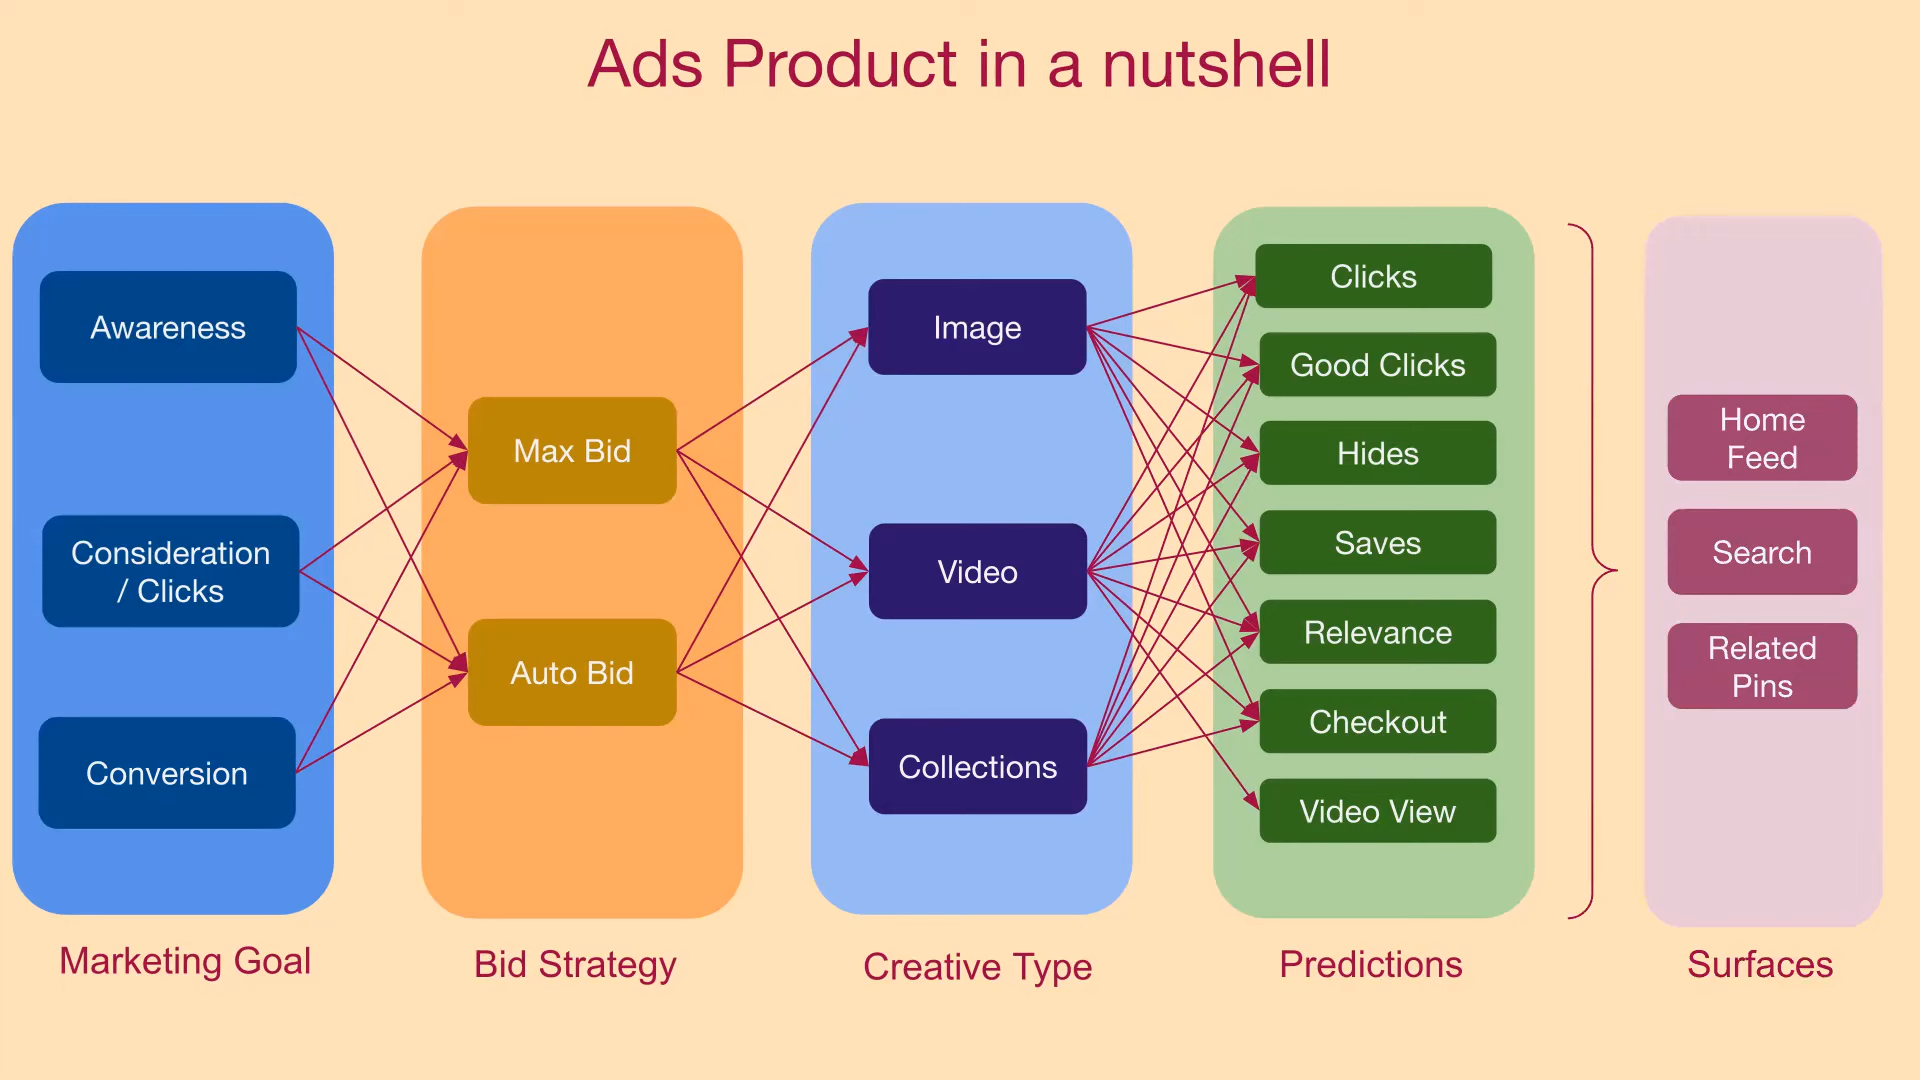 Ads Product in a nutshell
Awareness
Consideration
/ Clicks
Conversion
Marketing Goal
Max Bid
Auto Bid
Bid Strategy
Image
Video
Collections
Creative Type
Clicks
Good Clicks
Hides
Saves
Relevance
Checkout
Video View
Predictions
Home
Feed
Search
Related
Pins
Surfaces